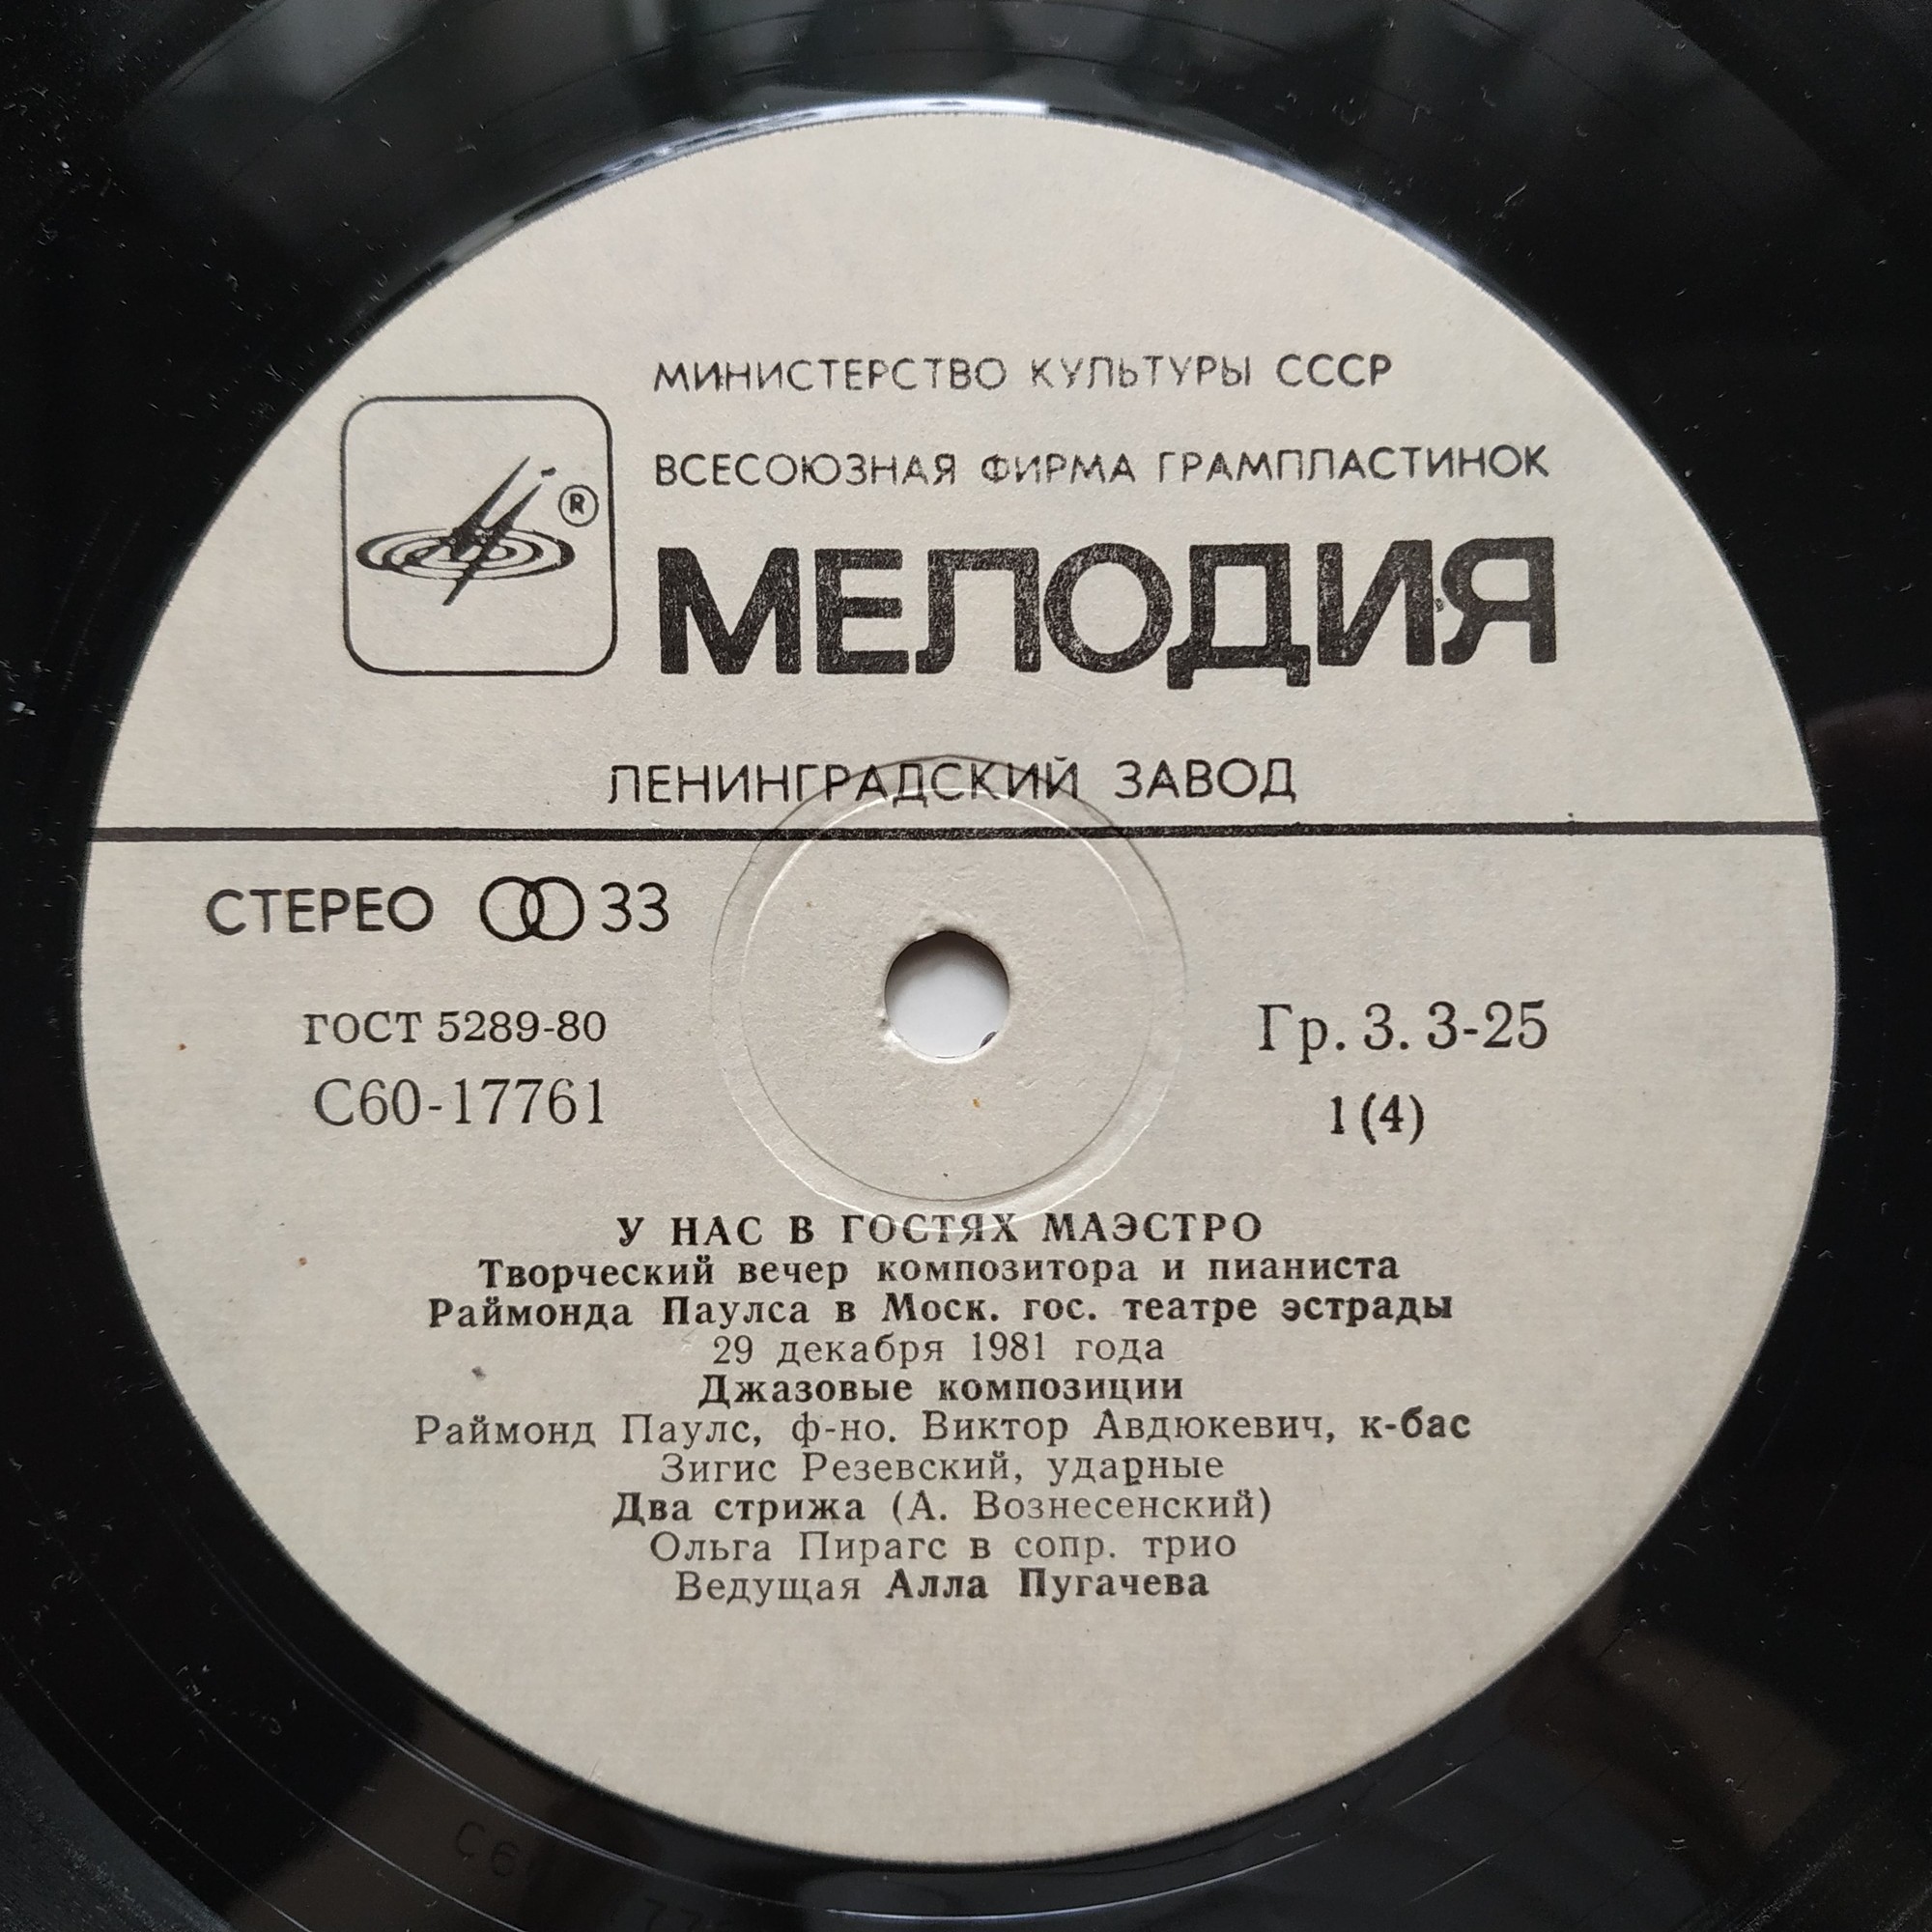 МИНИСТЕРСТВО КУЛЬТУРЫ СССР
ВСЕСОЮЗНАЯ ФИРМА ГРАМПЛАСТИНОК
®
МЕЛОДИЯ
ЛЕНИНГРАДСКИЙ ЗАВОД
СТЕРЕО 33
ГОСТ 5289-80
Гр. 3. 3-25
С60-17761
1 (4)
У НАС В ГОСТЯХ МАЭСТРО
Творческий вечер композитора и пианиста
Раймонда Паулса в Моск. гос. театре эстрады
29 декабря 1981 года
Джазовые композиции
Раймонд Паулс, ф-но. Виктор Авдюкевич, к-бас
Зигис Резевский, ударные
Два стрижа (А. Вознесенский)
Ольга Пирагс в сопр. трио
Ведущая Алла Пугачева